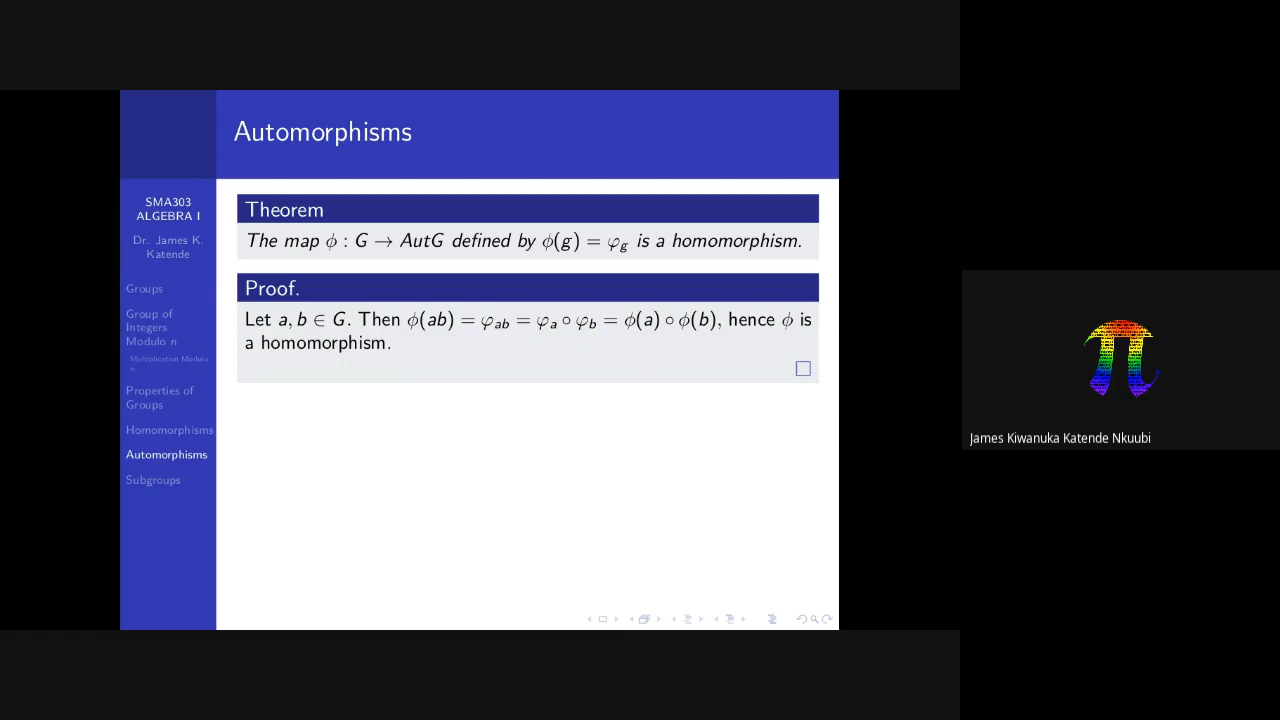 Automorphisms
SMA303
ALGEBRA I
Dr. James K.
Katende
Groups
Group of
Integers
Modulo n
Multiplication Modulo
n
Properties of
Groups
Homomorphisms
Automorphisms
Subgroups
Theorem
The map ϕ : G → AutG defined by ϕ(g) = φ_g is a homomorphism.
Proof.
Let a, b ∈ G. Then ϕ(ab) = φ_ab = φ_a ∘ φ_b = ϕ(a) ∘ ϕ(b), hence ϕ is
a homomorphism.
James Kiwanuka Katende Nkuubi